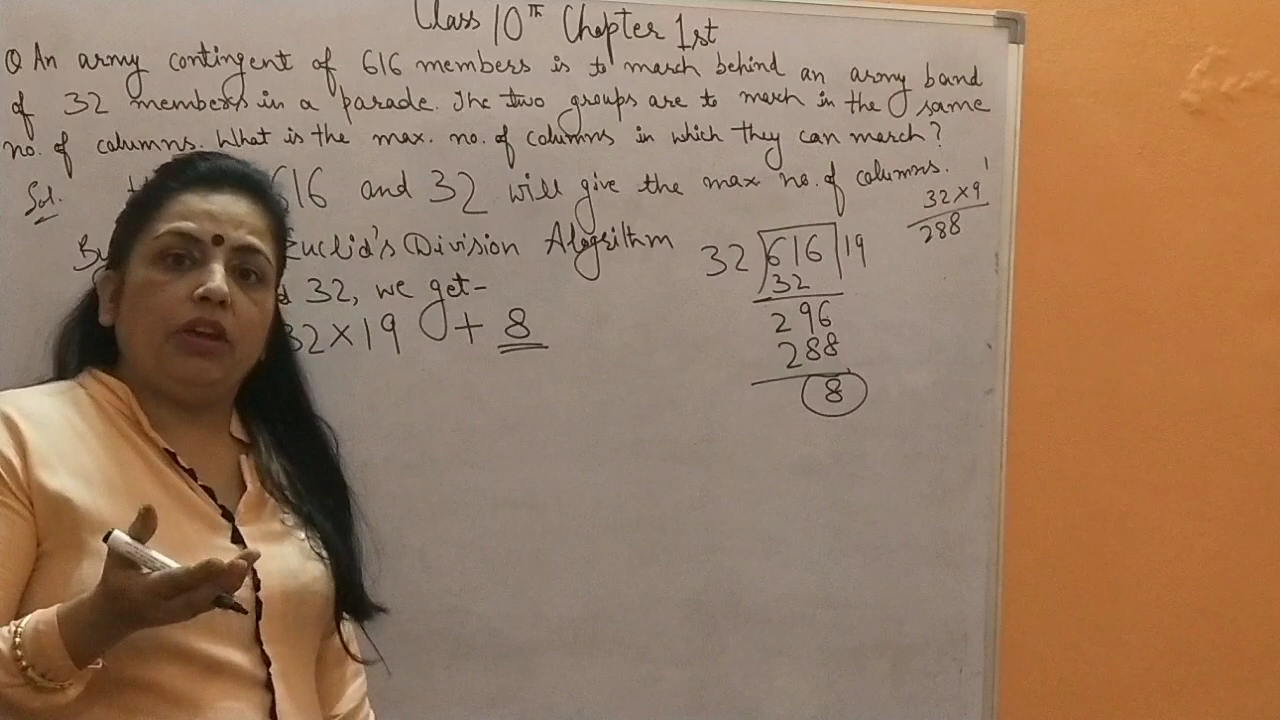 Class 10th Chapter 1st
Q An army contingent of 616 members is to march behind an army band
of 32 members in a parade. The two groups are to march in the same
no. of columns. What is the max. no. of columns in which they can march?
Sol. 616 and 32 will give the max no. of columns.
By Euclid's Division Alogrithm
32, we get-
32×19 + 8
32 616 19
32
296
288
8
32×9
288